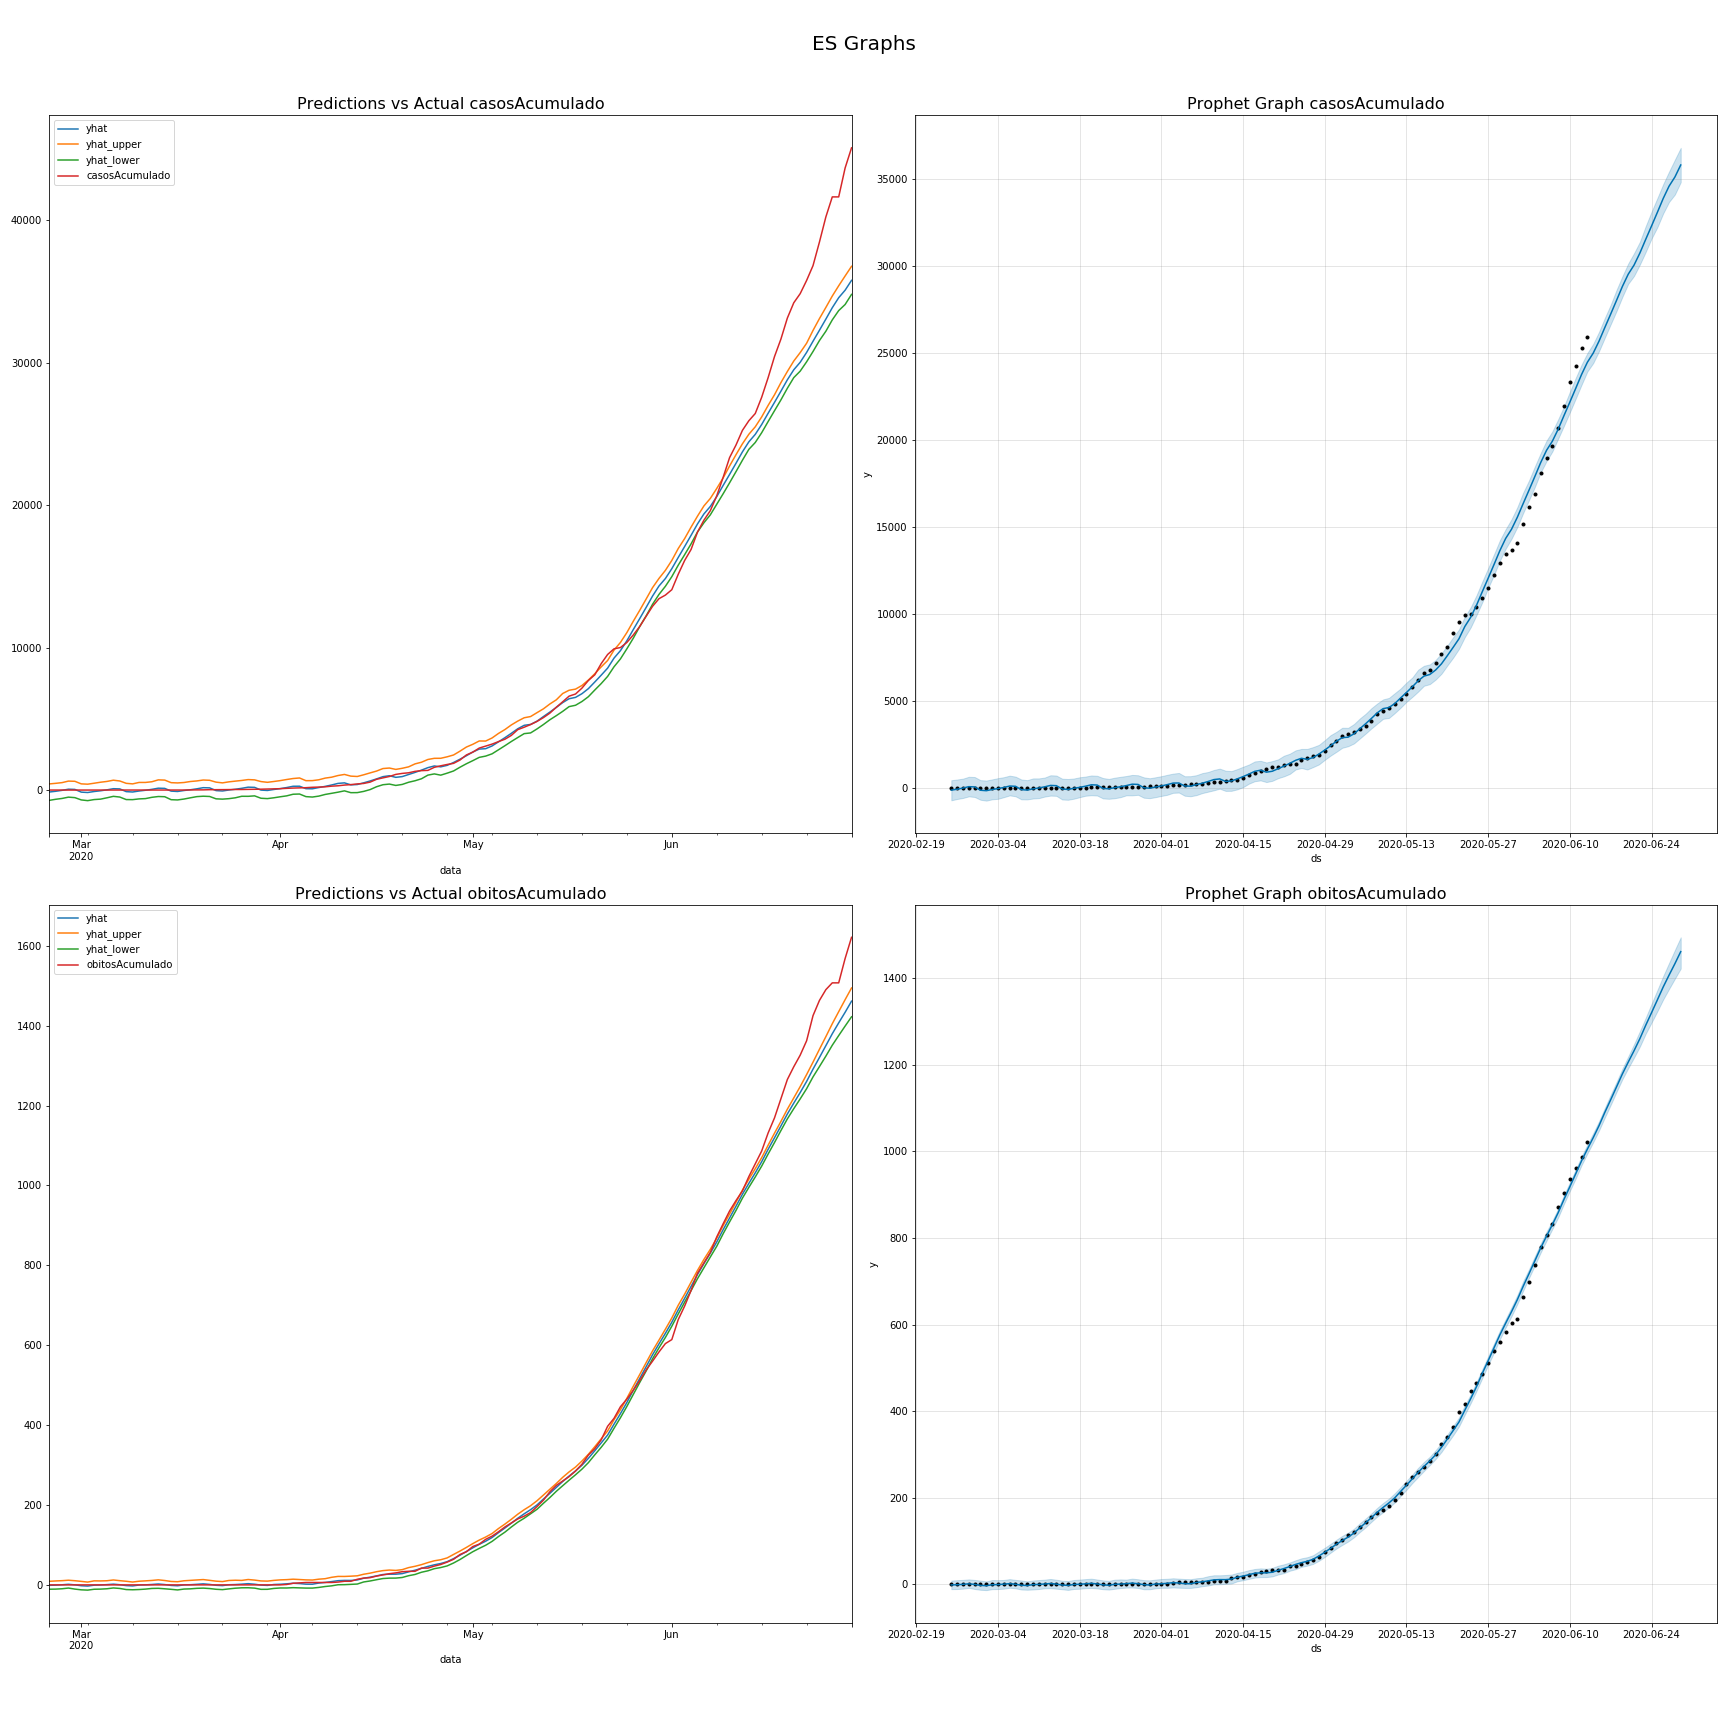 ES Graphs
Predictions vs Actual casosAcumulado
yhat
yhat_upper
yhat_lower
casosAcumulado
40000
30000
20000
10000
0
Mar
2020
Apr
May
Jun
data
Prophet Graph casosAcumulado
35000
30000
25000
20000
15000
10000
5000
0
y
2020-02-19
2020-03-04
2020-03-18
2020-04-01
2020-04-15
2020-04-29
2020-05-13
2020-05-27
2020-06-10
2020-06-24
ds
Predictions vs Actual obitosAcumulado
yhat
yhat_upper
yhat_lower
obitosAcumulado
1600
1400
1200
1000
800
600
400
200
0
Mar
2020
Apr
May
Jun
data
Prophet Graph obitosAcumulado
1400
1200
1000
800
600
400
200
0
y
2020-02-19
2020-03-04
2020-03-18
2020-04-01
2020-04-15
2020-04-29
2020-05-13
2020-05-27
2020-06-10
2020-06-24
ds